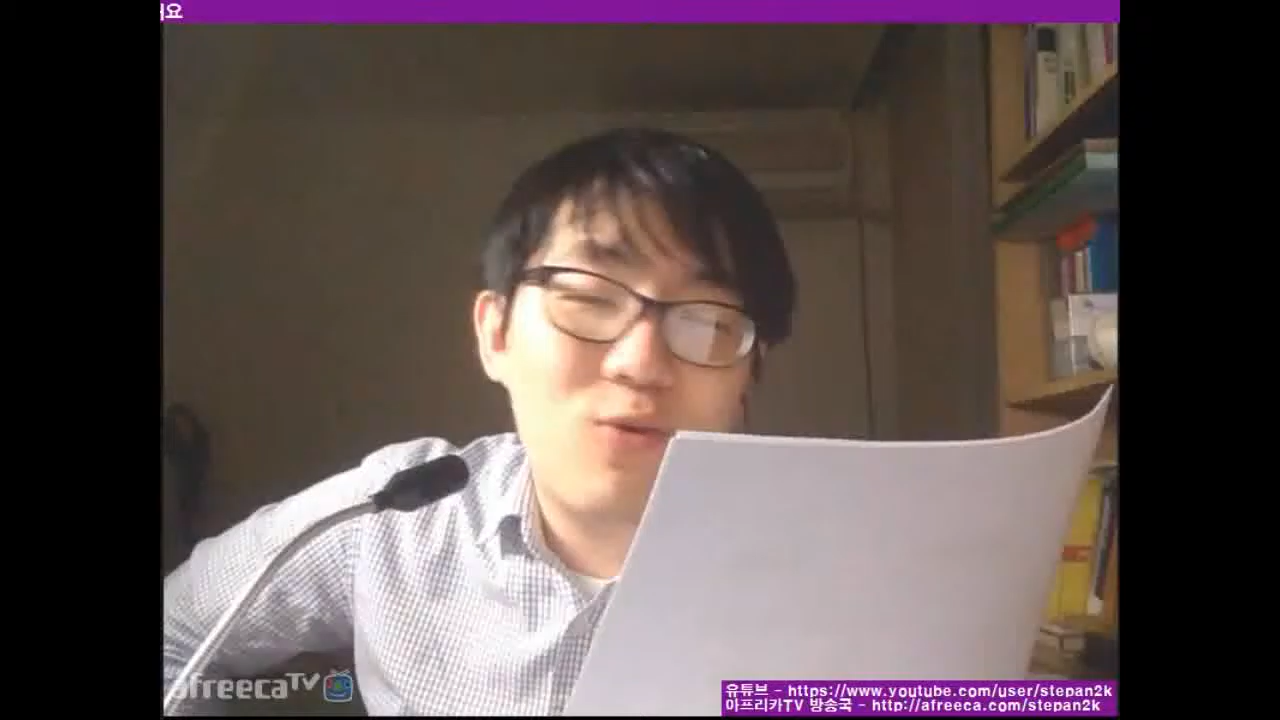 요
afreecaTV
유튜브 - https://www.youtube.com/user/stepan2k
아프리카TV 방송국 - http://afreeca.com/stepan2k